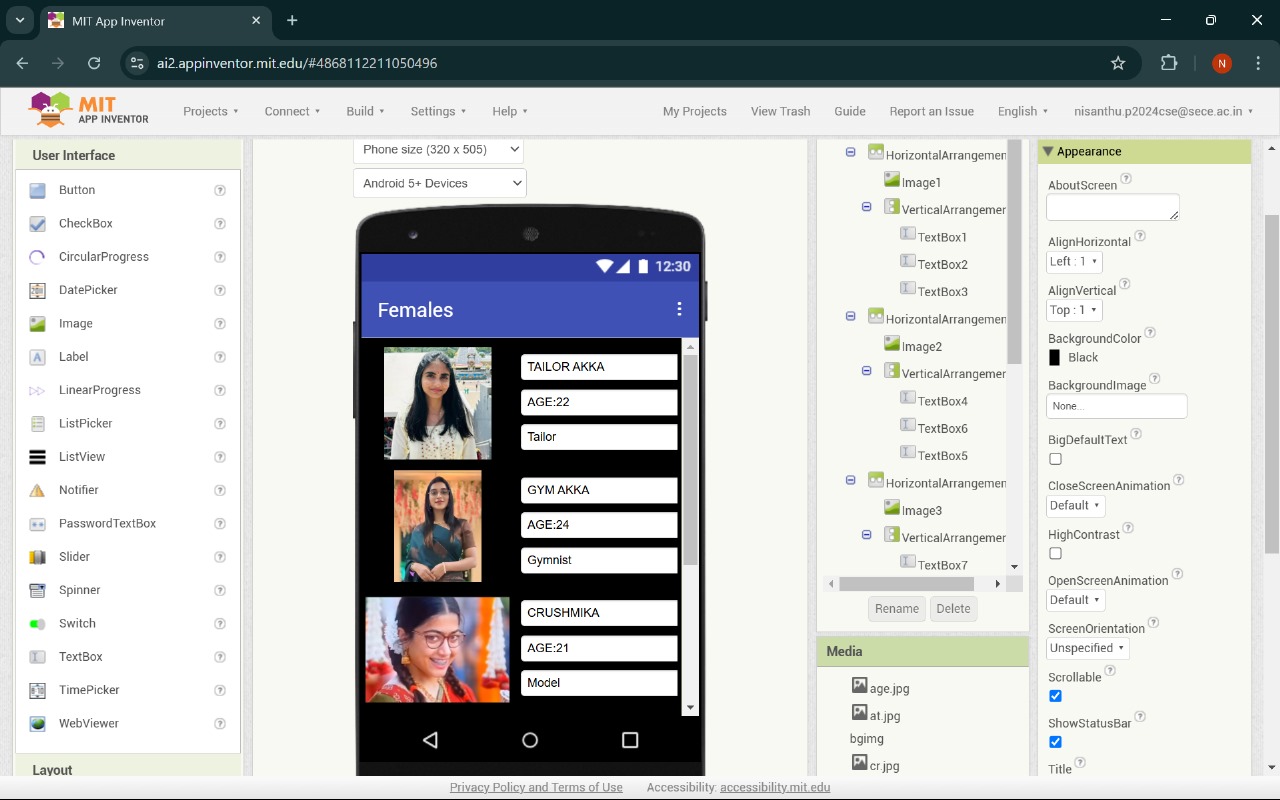 MIT App Inventor
ai2.appinventor.mit.edu/#4868112211050496
N
MIT
APP INVENTOR
Projects
Connect
Build
Settings
Help
My Projects
View Trash
Guide
Report an Issue
English
nisanthu.p2024cse@sece.ac.in
User Interface
Button
CheckBox
CircularProgress
DatePicker
Image
Label
LinearProgress
ListPicker
ListView
Notifier
PasswordTextBox
Slider
Spinner
Switch
TextBox
TimePicker
WebViewer
Layout
Phone size (320 x 505)
Android 5+ Devices
12:30
Females
TAILOR AKKA
AGE:22
Tailor
GYM AKKA
AGE:24
Gymnist
CRUSHMIKA
AGE:21
Model
HorizontalArrangemen
Image1
VerticalArrangemer
TextBox1
TextBox2
TextBox3
HorizontalArrangemen
Image2
VerticalArrangemer
TextBox4
TextBox6
TextBox5
HorizontalArrangemen
Image3
VerticalArrangemer
TextBox7
Rename
Delete
Media
age.jpg
at.jpg
bgimg
cr.jpg
Appearance
AboutScreen
AlignHorizontal
Left : 1
AlignVertical
Top : 1
BackgroundColor
Black
BackgroundImage
None...
BigDefaultText
CloseScreenAnimation
Default
HighContrast
OpenScreenAnimation
Default
ScreenOrientation
Unspecified
Scrollable
ShowStatusBar
Title
Privacy Policy and Terms of Use
Accessibility: accessibility.mit.edu